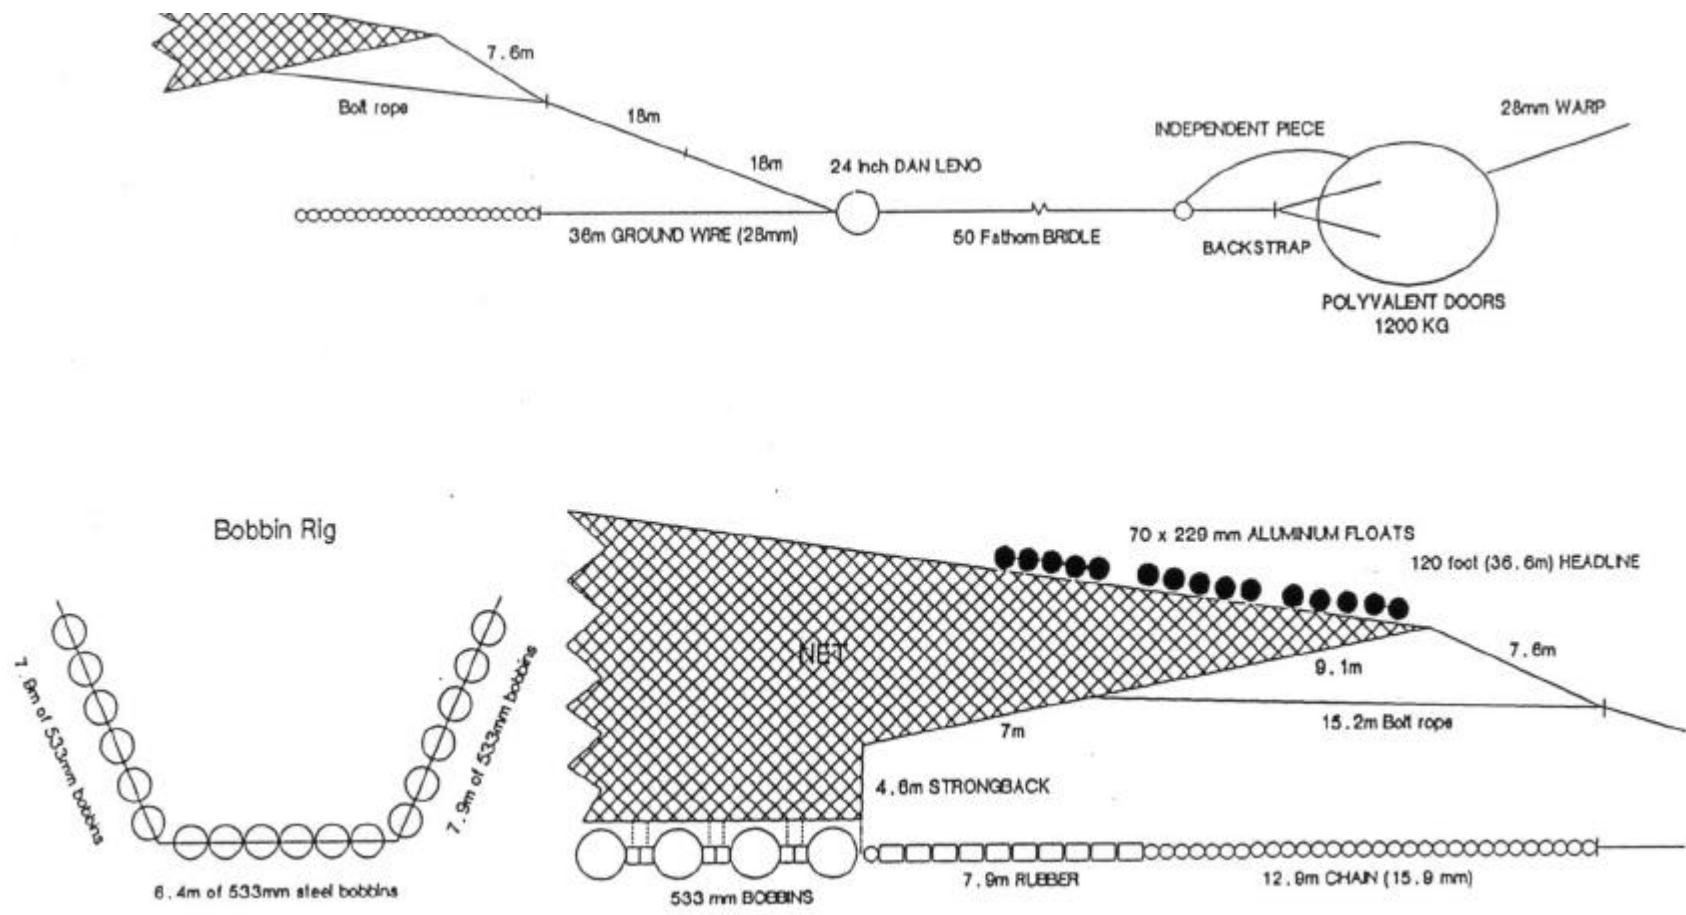 7.6m
Bolt rope
18m
18m
24 Inch DAN LENO
36m GROUND WIRE (28mm)
50 Fathom BRIDLE
INDEPENDENT PIECE
28mm WARP
BACKSTRAP
POLYVALENT DOORS
1200 KG
Bobbin Rig
7.9m of 533mm bobbins
7.9m of 533mm bobbins
6.4m of 533mm steel bobbins
70 x 229 mm ALUMINUM FLOATS
120 foot (36.6m) HEADLINE
NET
7.6m
9.1m
7m
15.2m Bolt rope
4.6m STRONGBACK
533 mm BOBBINS
7.9m RUBBER
12.9m CHAIN (15.9 mm)